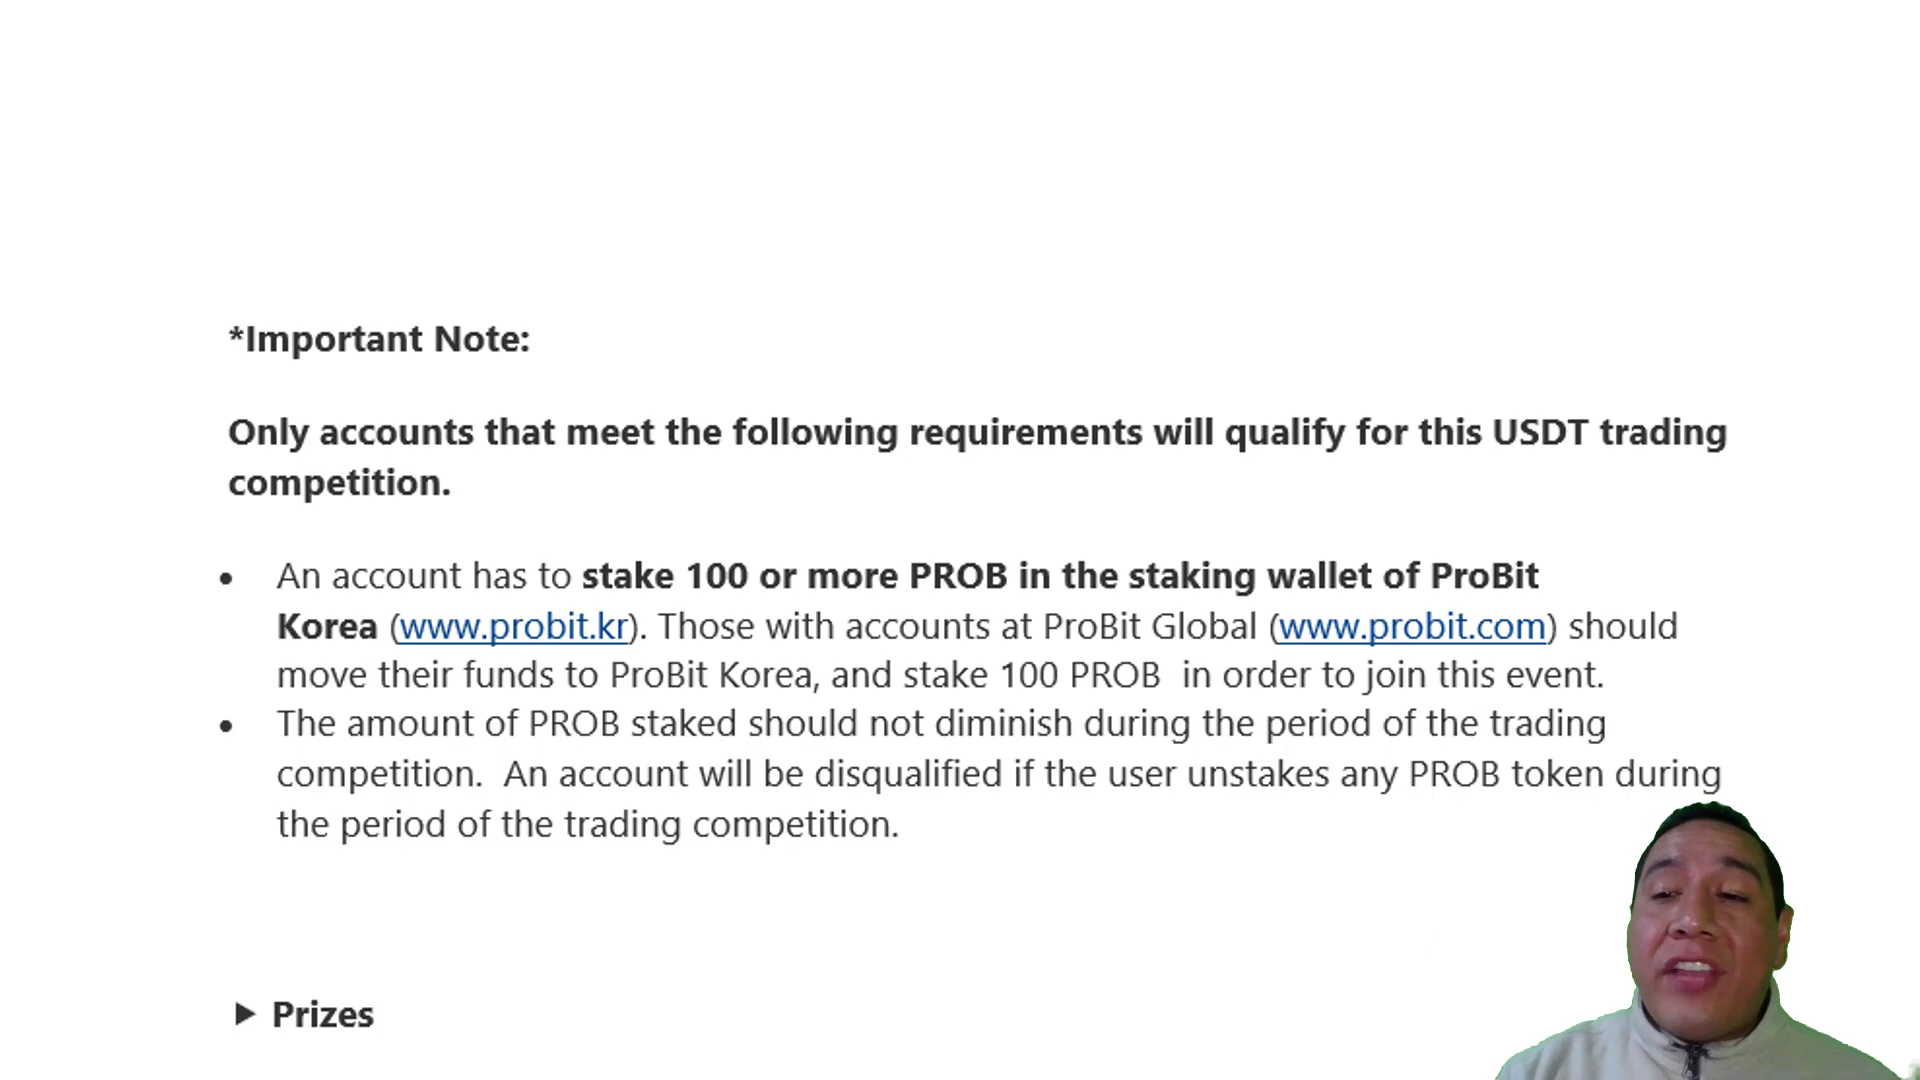 *Important Note:
Only accounts that meet the following requirements will qualify for this USDT trading
competition.
• An account has to stake 100 or more PROB in the staking wallet of ProBit
Korea (www.probit.kr). Those with accounts at ProBit Global (www.probit.com) should
move their funds to ProBit Korea, and stake 100 PROB  in order to join this event.
• The amount of PROB staked should not diminish during the period of the trading
competition.  An account will be disqualified if the user unstakes any PROB token during
the period of the trading competition.
▶ Prizes